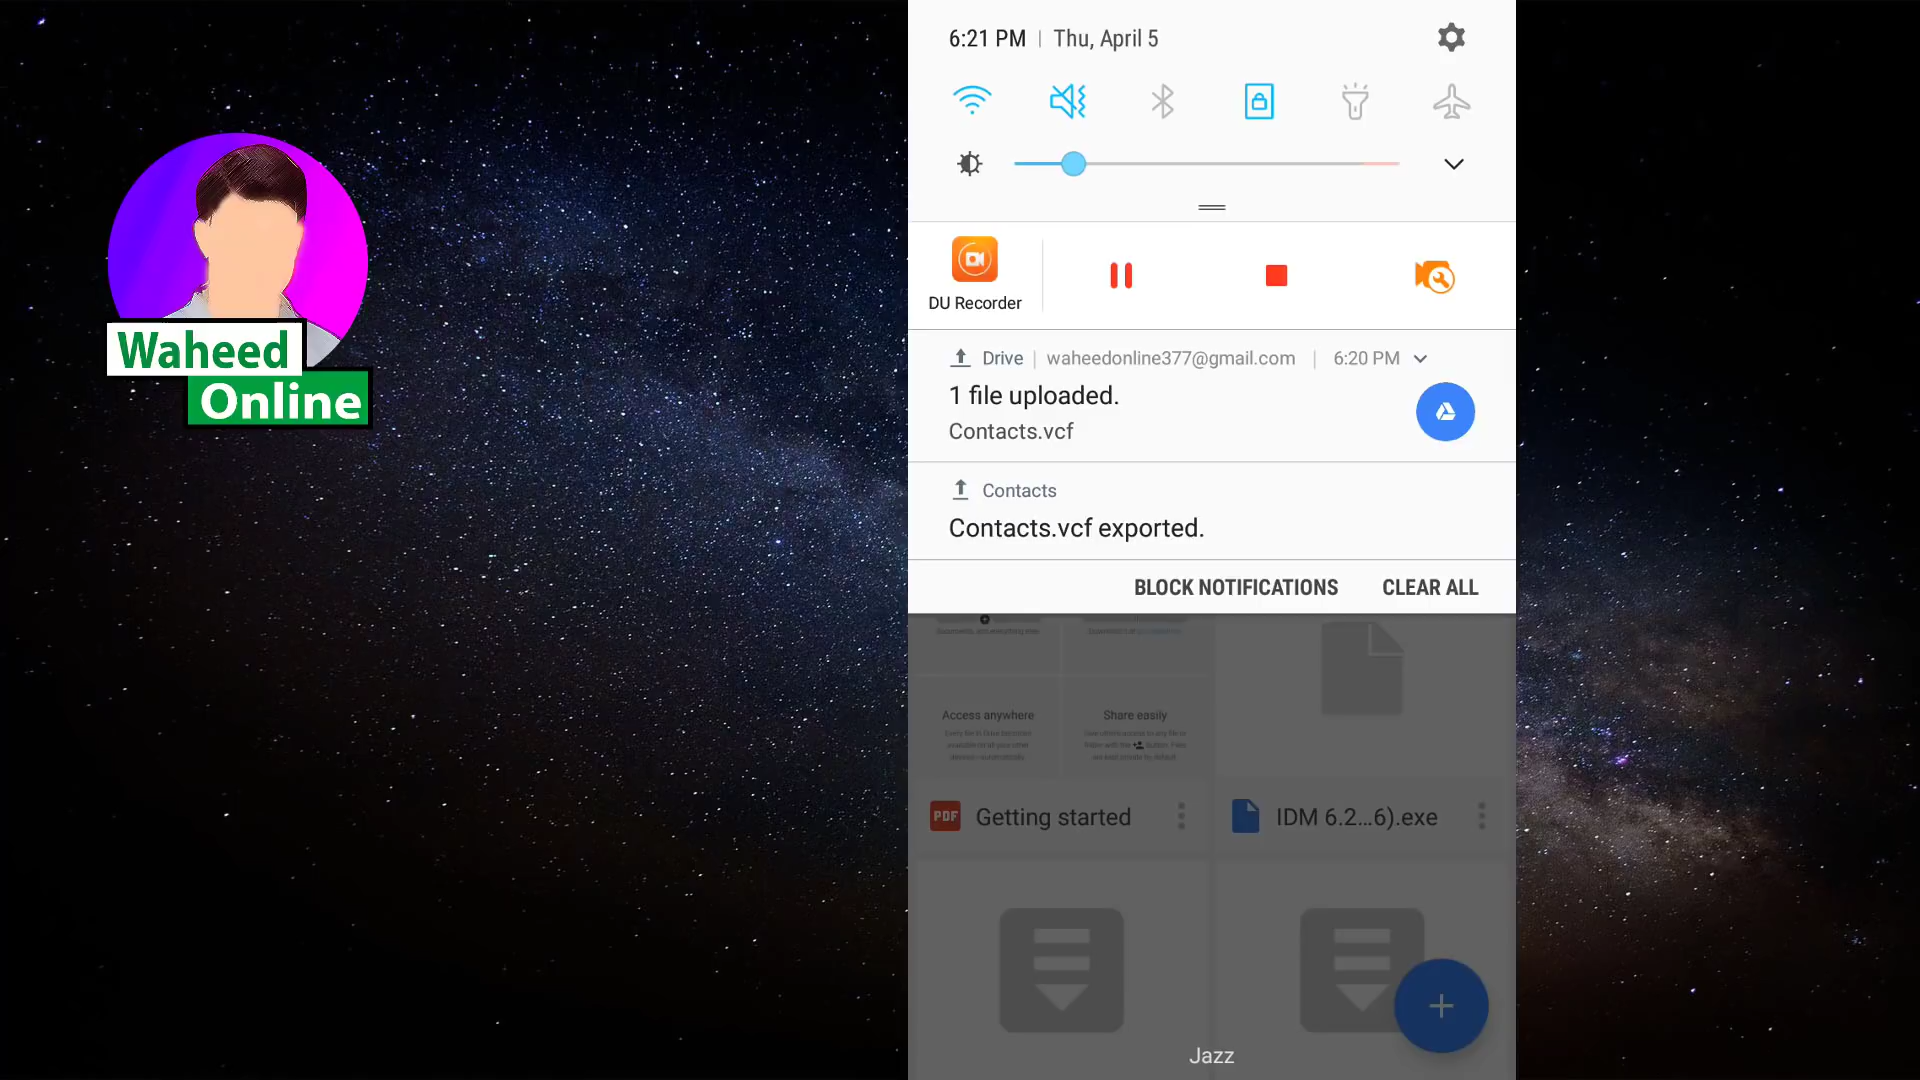 Waheed
Online
6:21 PM | Thu, April 5
DU Recorder
Drive | waheedonline377@gmail.com | 6:20 PM
1 file uploaded.
Contacts.vcf
Contacts
Contacts.vcf exported.
BLOCK NOTIFICATIONS CLEAR ALL
Access anywhere
Share easily
PDF Getting started
IDM 6.2...6).exe
Jazz